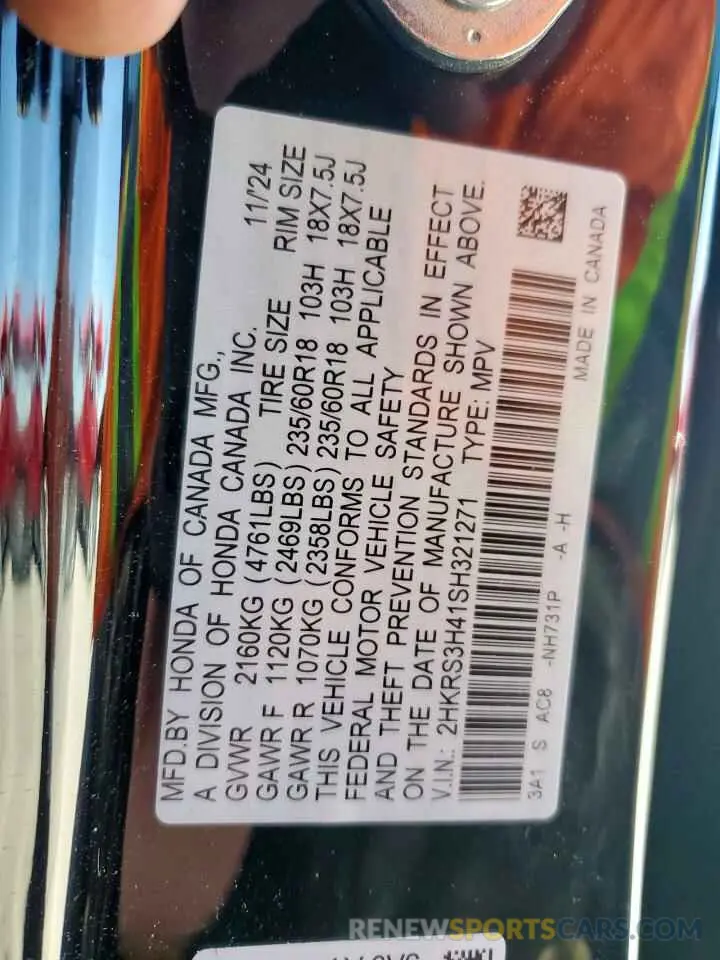 MFD.BY HONDA OF CANADA MFG.,
A DIVISION OF HONDA CANADA INC. 11/'24
GVWR 2160KG (4761LBS) TIRE SIZE RIM SIZE
GAWR F 1120KG (2469LBS) 235/60R18 103H 18X7.5J
GAWR R 1070KG (2358LBS) 235/60R18 103H 18X7.5J
THIS VEHICLE CONFORMS TO ALL APPLICABLE
FEDERAL MOTOR VEHICLE SAFETY
AND THEFT PREVENTION STANDARDS IN EFFECT
ON THE DATE OF MANUFACTURE SHOWN ABOVE.
V.I.N.: 2HKRS3H41SH321271 TYPE: MPV
3A1 S AC8 -NH731P -A -H MADE IN CANADA
RENEWSPORTSCARS.COM